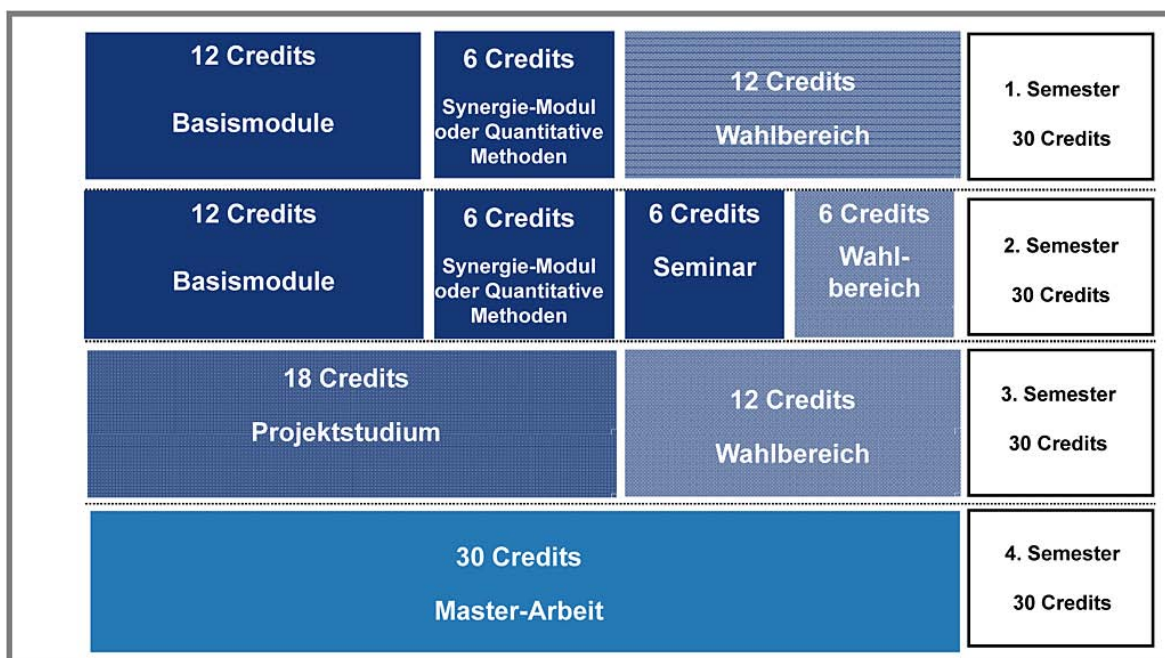 12 Credits
Basismodule
6 Credits
Synergie-Modul
oder Quantitative
Methoden
12 Credits
Wahlbereich
1. Semester
30 Credits
12 Credits
Basismodule
6 Credits
Synergie-Modul
oder Quantitative
Methoden
6 Credits
Seminar
6 Credits
Wahl-
bereich
2. Semester
30 Credits
18 Credits
Projektstudium
12 Credits
Wahlbereich
3. Semester
30 Credits
30 Credits
Master-Arbeit
4. Semester
30 Credits